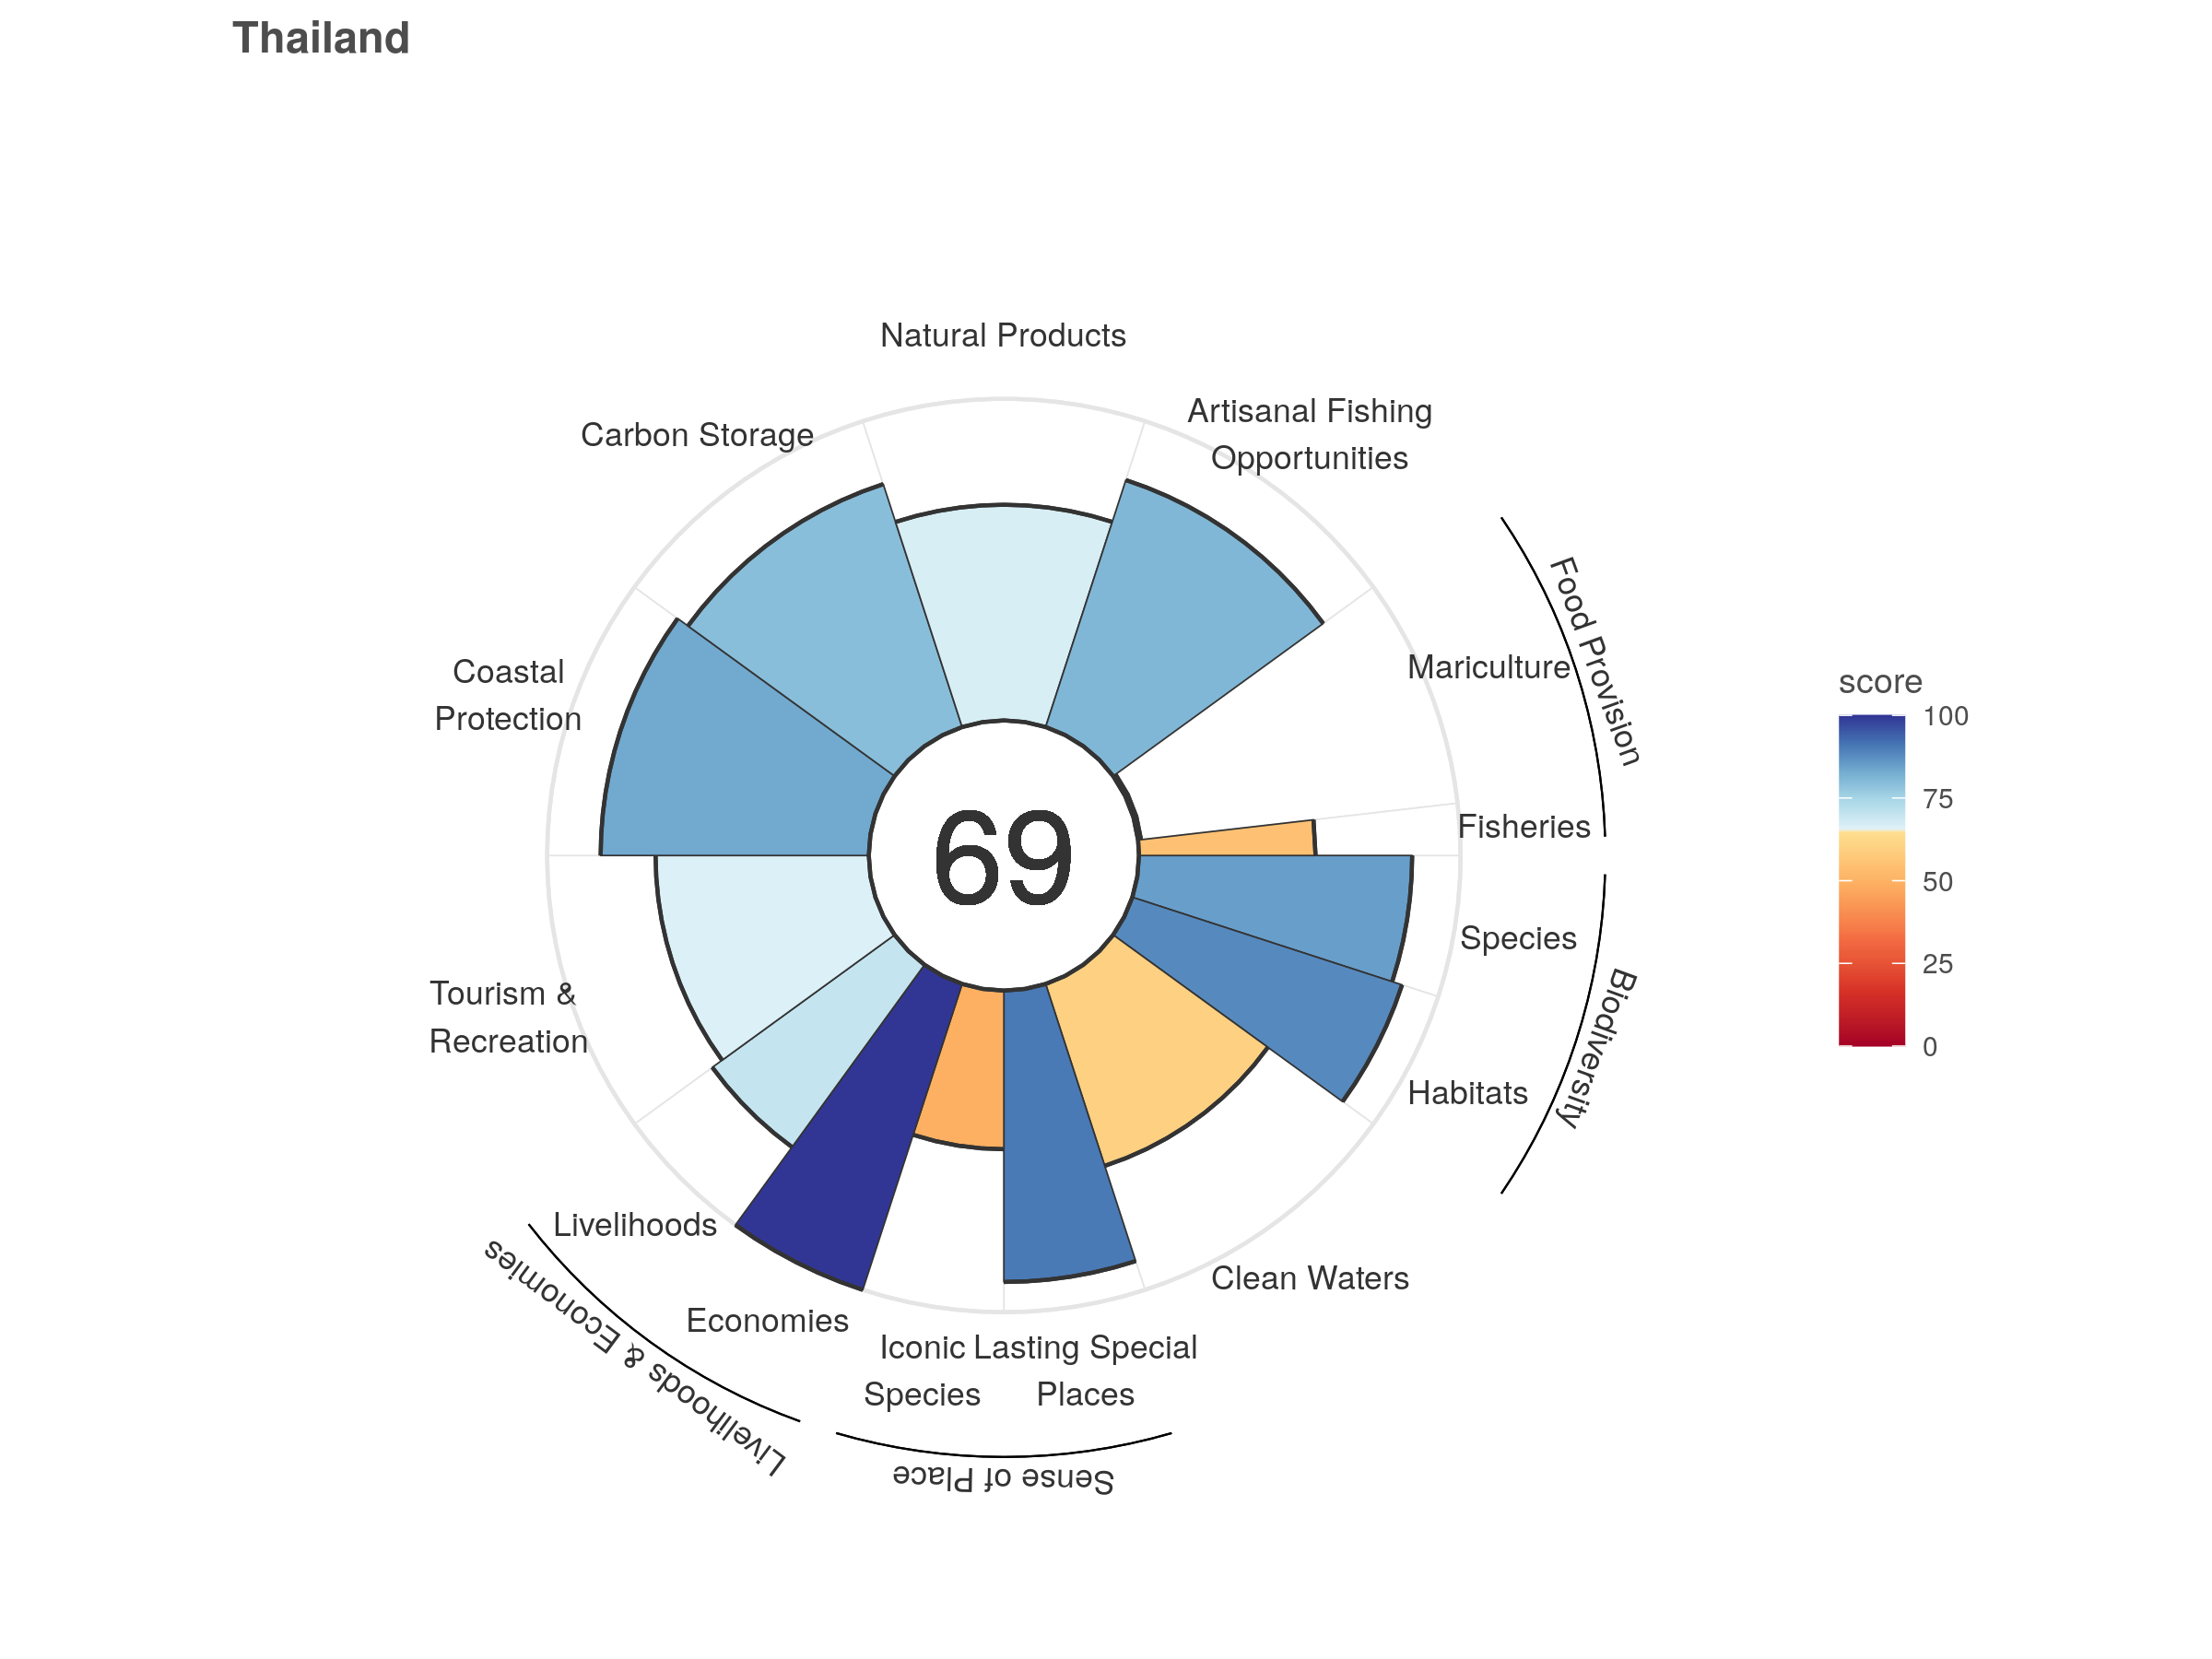 Thailand
Natural Products
Artisanal Fishing
Opportunities
Carbon Storage
Food Provision
Mariculture
Coastal
Protection
score
100
75
50
25
0
69
Fisheries
Species
Biodiversity
Tourism &
Recreation
Habitats
Livelihoods
Clean Waters
Economies
Livelihoods & Economies
Iconic
Species
Lasting Special
Places
Sense of Place